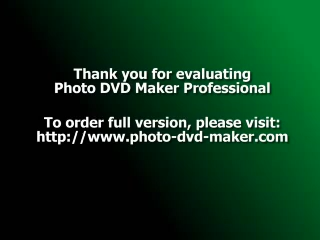 Thank you for evaluating
Photo DVD Maker Professional
To order full version, please visit:
http://www.photo-dvd-maker.com